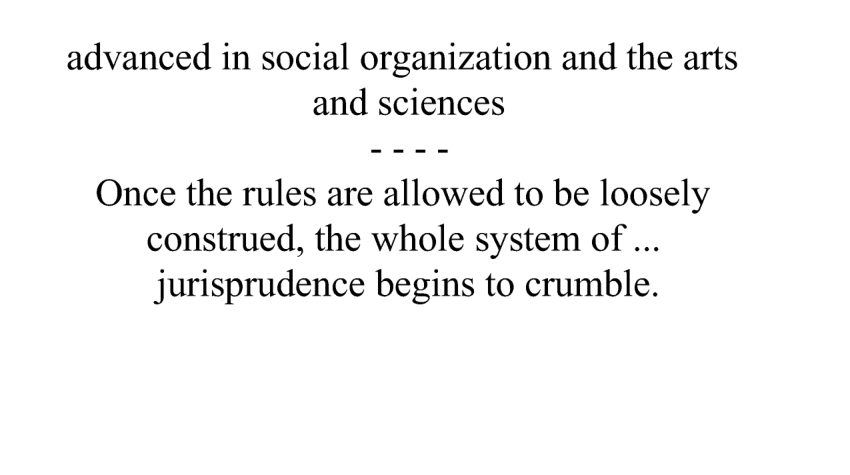 advanced in social organization and the arts
and sciences
- - - -
Once the rules are allowed to be loosely
construed, the whole system of ...
jurisprudence begins to crumble.